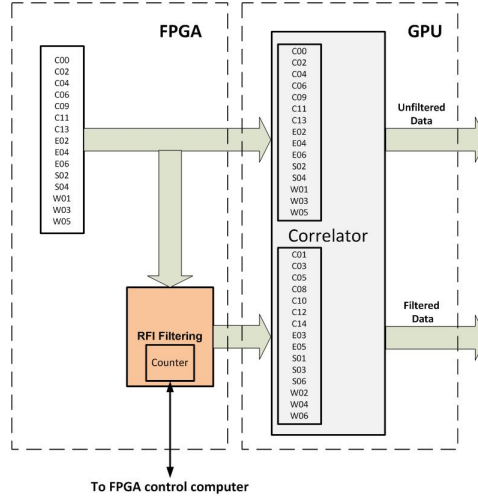 FPGA
GPU
C00
C02
C04
C06
C09
C11
C13
E02
E04
E06
S02
S04
W01
W03
W05
C00
C02
C04
C06
C09
C11
C13
E02
E04
E06
S02
S04
W01
W03
W05
Unfiltered
Data
Correlator
C01
C03
C05
C08
C10
C12
C14
E03
E05
S01
S03
S06
W02
W04
W06
RFI Filtering
Counter
Filtered
Data
To FPGA control computer